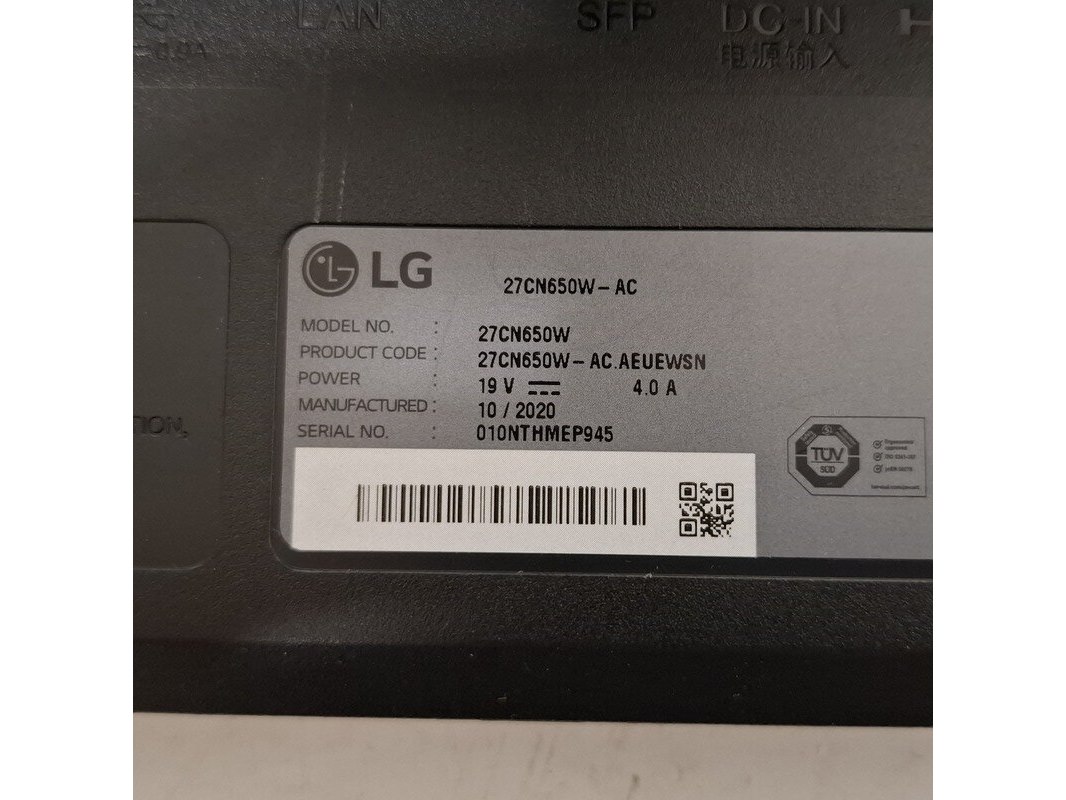 LAN
SFP
DC-IN
电源输入
LG
27CN650W-AC
MODEL NO. : 27CN650W
PRODUCT CODE : 27CN650W-AC.AEUEWSN
POWER : 19 V ⎓ 4.0 A
MANUFACTURED : 10 / 2020
SERIAL NO. : 010NTHMEP945
TION,
TÜV
SÜD